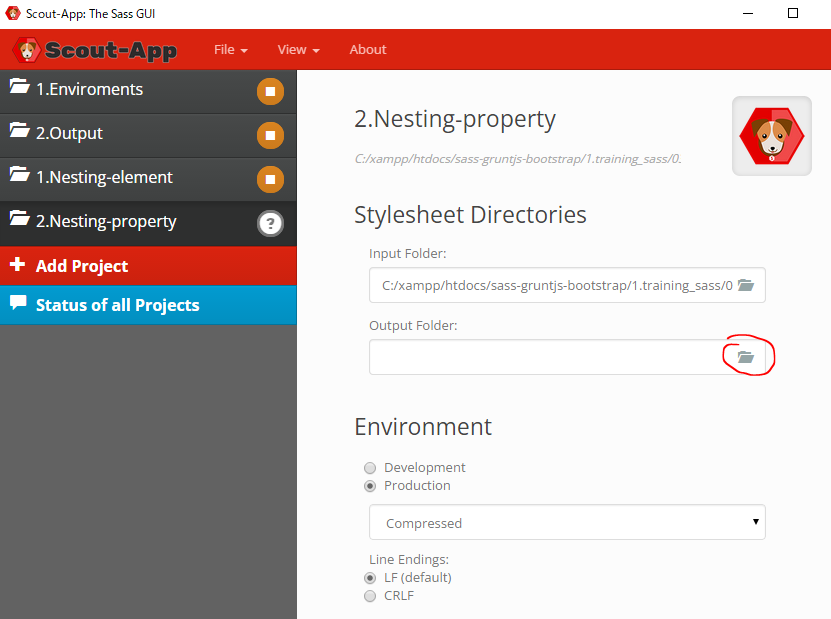 Scout-App: The Sass GUI
Scout-App File View About
1.Enviroments
2.Output
1.Nesting-element
2.Nesting-property ?
Add Project
Status of all Projects
2.Nesting-property
C:/xampp/htdocs/sass-gruntjs-bootstrap/1.training_sass/0.
Stylesheet Directories
Input Folder:
C:/xampp/htdocs/sass-gruntjs-bootstrap/1.training_sass/0
Output Folder:
Environment
Development
Production
Compressed
Line Endings:
LF (default)
CRLF